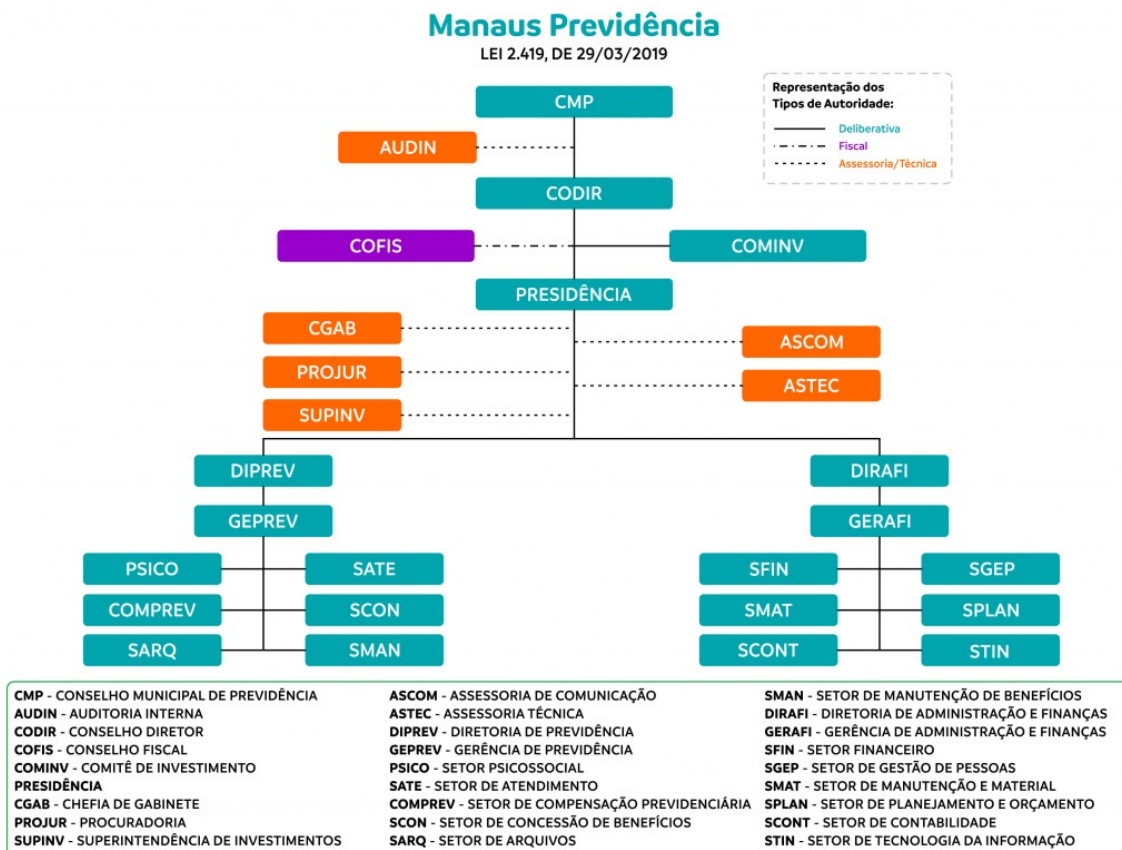 Manaus Previdência
LEI 2.419, DE 29/03/2019
Representação dos
Tipos de Autoridade:
Deliberativa
Fiscal
Assessoria/Técnica
CMP
AUDIN
CODIR
COFIS
COMINV
PRESIDÊNCIA
CGAB
ASCOM
PROJUR
ASTEC
SUPINV
DIPREV
DIRAFI
GEPREV
GERAFI
PSICO
SATE
SFIN
SGEP
COMPREV
SCON
SMAT
SPLAN
SARQ
SMAN
SCONT
STIN
CMP - CONSELHO MUNICIPAL DE PREVIDÊNCIA
AUDIN - AUDITORIA INTERNA
CODIR - CONSELHO DIRETOR
COFIS - CONSELHO FISCAL
COMINV - COMITÊ DE INVESTIMENTO
PRESIDÊNCIA
CGAB - CHEFIA DE GABINETE
PROJUR - PROCURADORIA
SUPINV - SUPERINTENDÊNCIA DE INVESTIMENTOS
ASCOM - ASSESSORIA DE COMUNICAÇÃO
ASTEC - ASSESSORIA TÉCNICA
DIPREV - DIRETORIA DE PREVIDÊNCIA
GEPREV - GERÊNCIA DE PREVIDÊNCIA
PSICO - SETOR PSICOSSOCIAL
SATE - SETOR DE ATENDIMENTO
COMPREV - SETOR DE COMPENSAÇÃO PREVIDENCIÁRIA
SCON - SETOR DE CONCESSÃO DE BENEFÍCIOS
SARQ - SETOR DE ARQUIVOS
SMAN - SETOR DE MANUTENÇÃO DE BENEFÍCIOS
DIRAFI - DIRETORIA DE ADMINISTRAÇÃO E FINANÇAS
GERAFI - GERÊNCIA DE ADMINISTRAÇÃO E FINANÇAS
SFIN - SETOR FINANCEIRO
SGEP - SETOR DE GESTÃO DE PESSOAS
SMAT - SETOR DE MANUTENÇÃO E MATERIAL
SPLAN - SETOR DE PLANEJAMENTO E ORÇAMENTO
SCONT - SETOR DE CONTABILIDADE
STIN - SETOR DE TECNOLOGIA DA INFORMAÇÃO